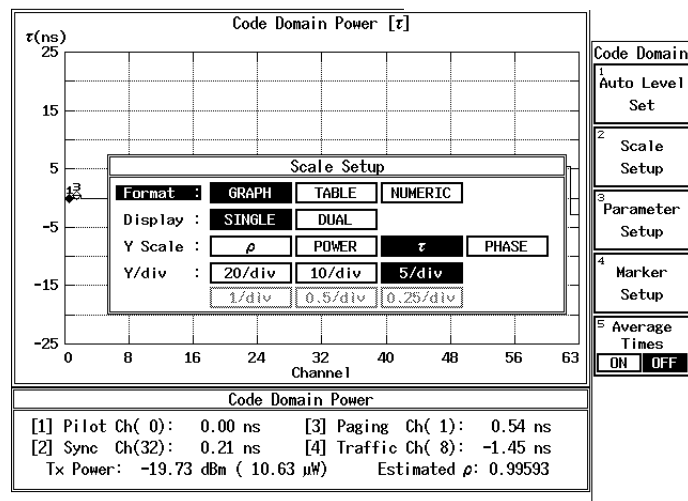 Code Domain Power [τ]
τ(ns)
25
15
5
-5
-15
-25
0 8 16 24 32 40 48 56 63
Channel
13
Scale Setup
Format : GRAPH TABLE NUMERIC
Display : SINGLE DUAL
Y Scale : ρ POWER τ PHASE
Y/div : 20/div 10/div 5/div
1/div 0.5/div 0.25/div
Code Domain Power
[1] Pilot Ch( 0): 0.00 ns [3] Paging Ch( 1): 0.54 ns
[2] Sync Ch(32): 0.21 ns [4] Traffic Ch( 8): -1.45 ns
Tx Power: -19.73 dBm ( 10.63 μW) Estimated ρ: 0.99593
Code Domain
1
Auto Level
Set
2
Scale
Setup
3
Parameter
Setup
4
Marker
Setup
5
Average
Times
ON OFF